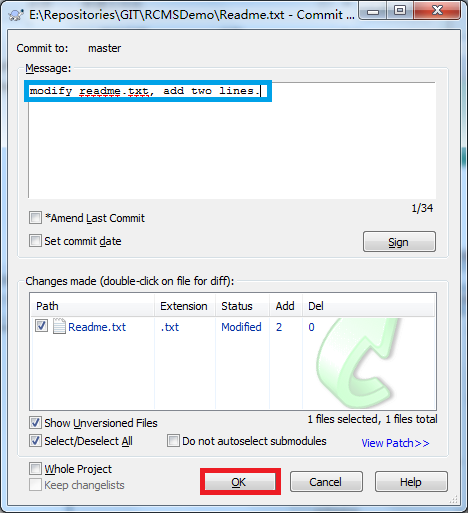 E:\Repositories\GIT\RCMSDemo\Readme.txt - Commit ...
Commit to: master
Message:
modify readme.txt, add two lines.
1/34
*Amend Last Commit
Set commit date
Sign
Changes made (double-click on file for diff):
Path Extension Status Add Del
Readme.txt .txt Modified 2 0
Show Unversioned Files
1 files selected, 1 files total
Select/Deselect All
Do not autoselect submodules
View Patch>>
Whole Project
Keep changelists
OK
Cancel
Help